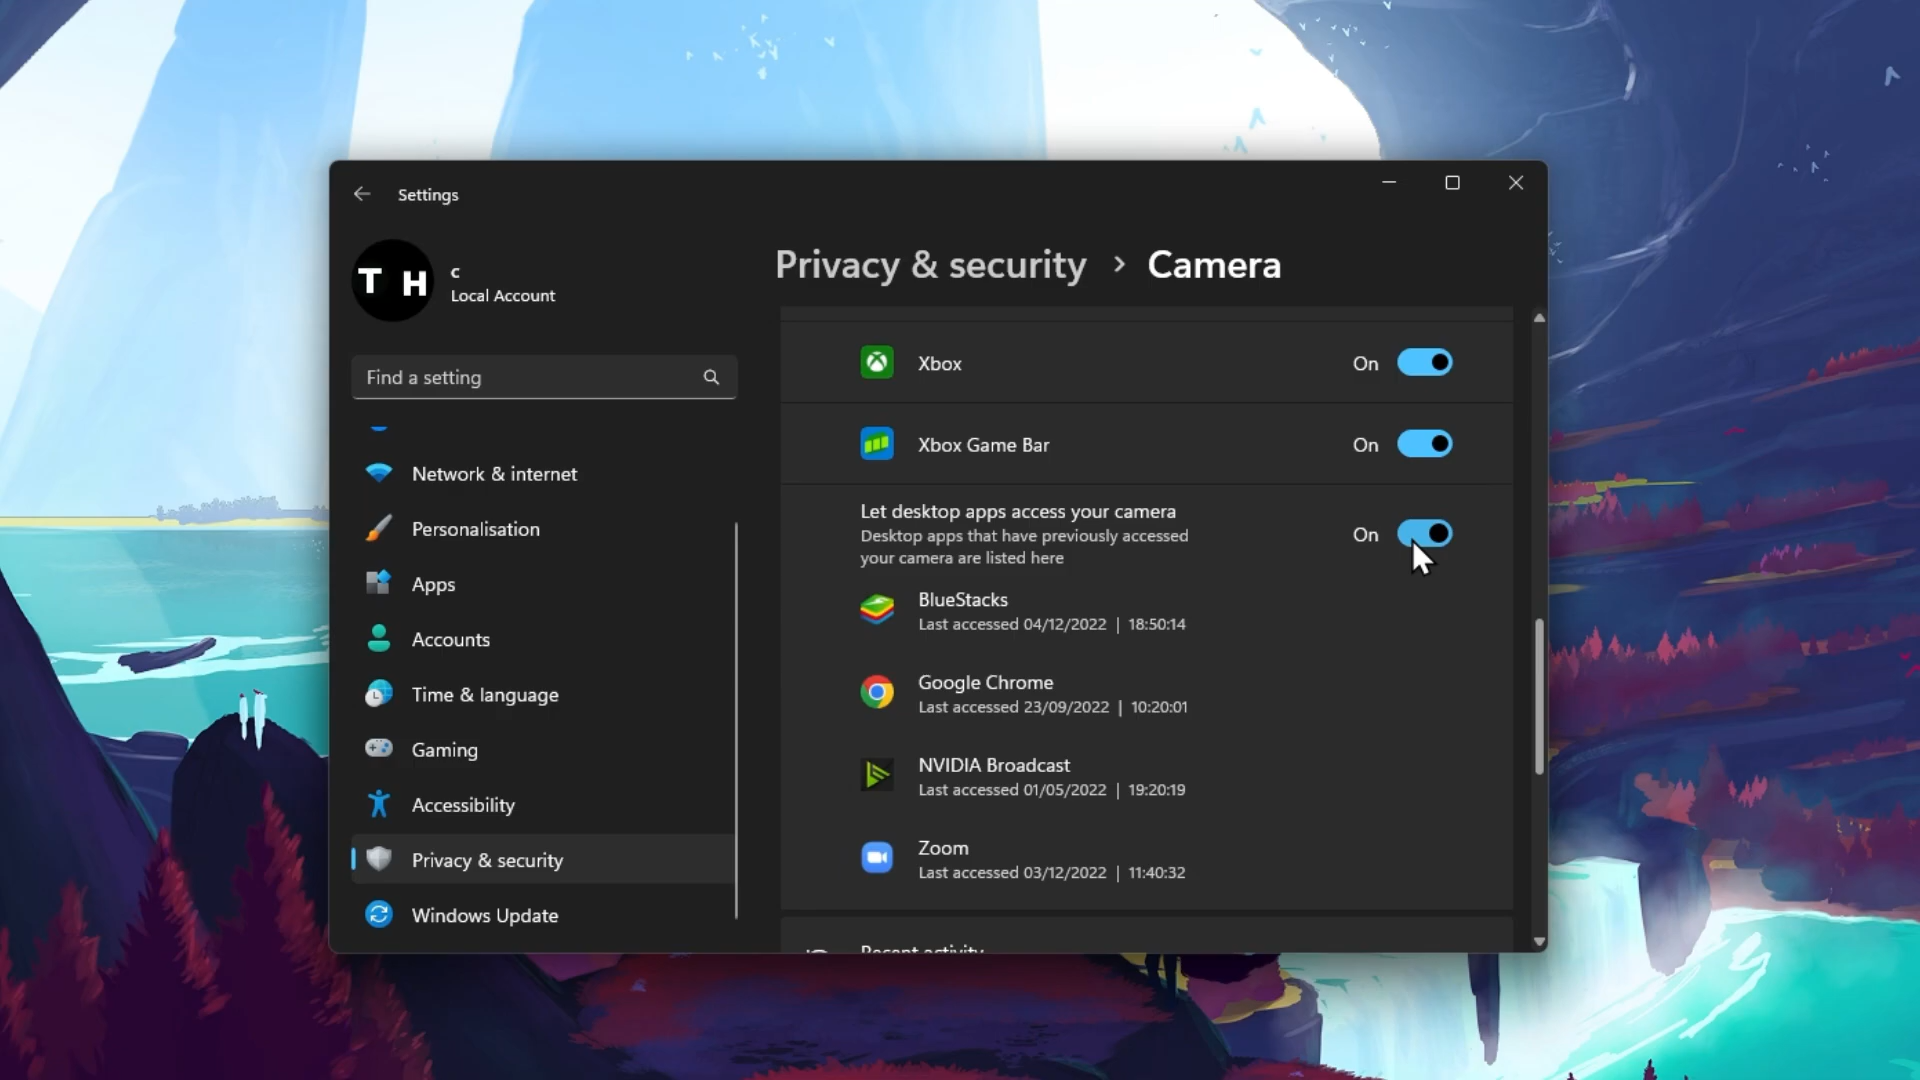 Settings
T H
c
Local Account
Find a setting
Network & internet
Personalisation
Apps
Accounts
Time & language
Gaming
Accessibility
Privacy & security
Windows Update
Privacy & security > Camera
Xbox On
Xbox Game Bar On
Let desktop apps access your camera
Desktop apps that have previously accessed
your camera are listed here
On
BlueStacks
Last accessed 04/12/2022 | 18:50:14
Google Chrome
Last accessed 23/09/2022 | 10:20:01
NVIDIA Broadcast
Last accessed 01/05/2022 | 19:20:19
Zoom
Last accessed 03/12/2022 | 11:40:32
Recent activity